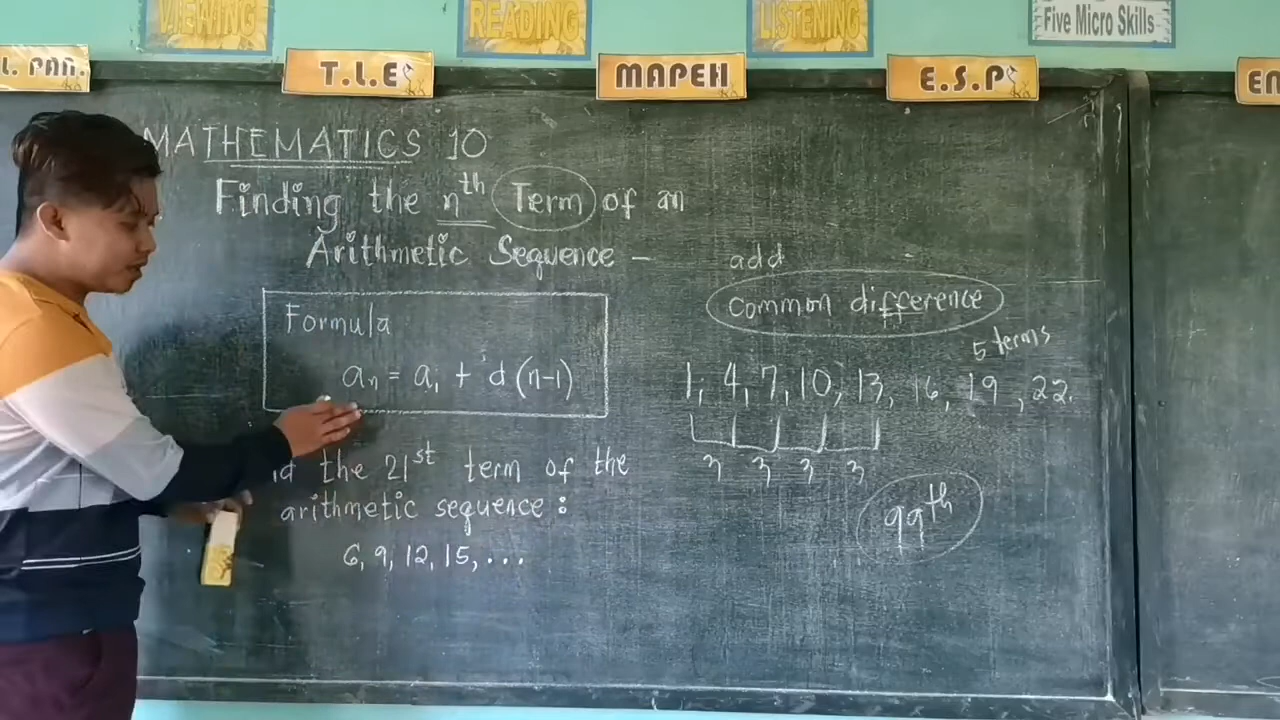 VIEWING
READING
LISTENING
Five Micro Skills
L. PAN.
T.L.E
MAPEH
E.S.P
EN
MATHEMATICS 10
Finding the nth Term of an
Arithmetic Sequence -
Formula
an = a1 + d (n-1)
the 21st term of the
arithmetic sequence:
6, 9, 12, 15, ...
add
common difference
5 terms
1, 4, 7, 10, 13, 16, 19, 22.
3 3 3 3
99th